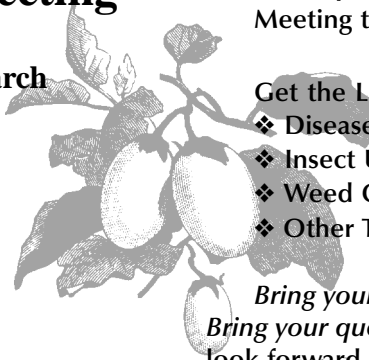 eeting
Meeting t
arch
Get the L
❖ Disease
❖ Insect U
❖ Weed C
❖ Other T
Bring your
Bring your que
look forward